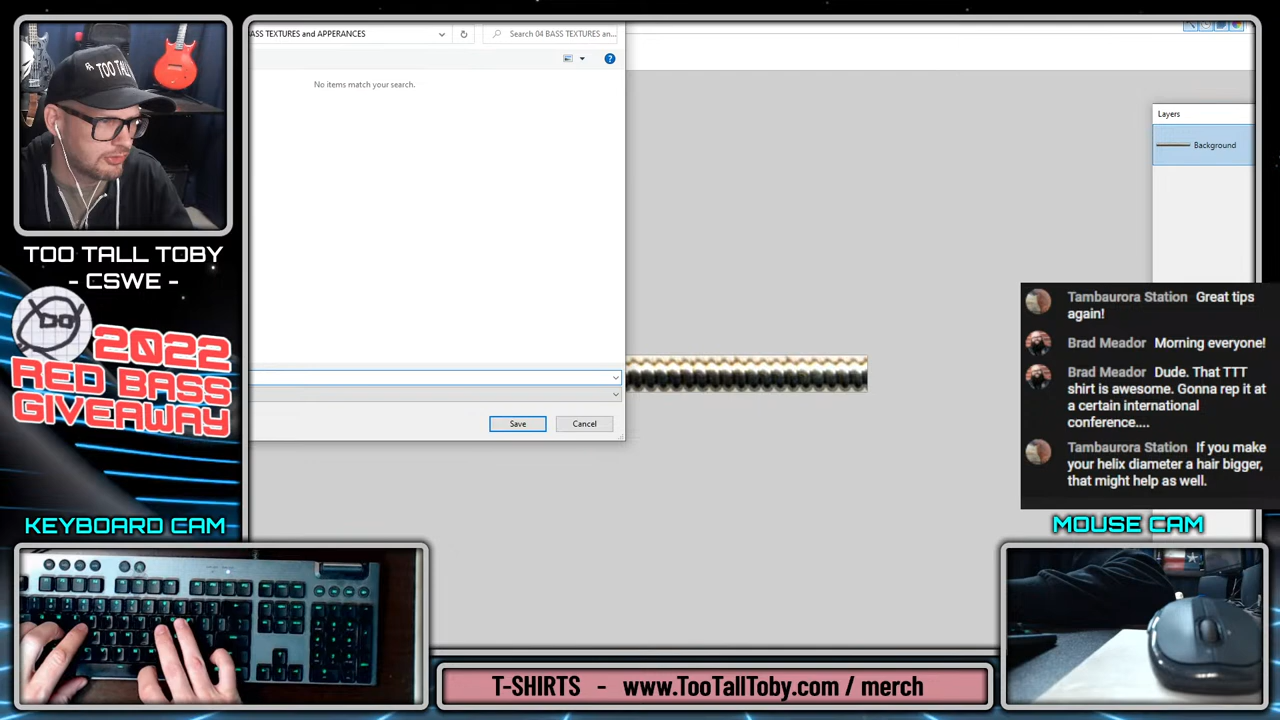 TOO TALL
BASS TEXTURES and APPERANCES
Search 04 BASS TEXTURES an...
No items match your search.
Layers
Background
TOO TALL TOBY
- CSWE -
2022
RED BASS
GIVEAWAY
Save
Cancel
Tambaurora Station Great tips
again!
Brad Meador Morning everyone!
Brad Meador Dude. That TTT
shirt is awesome. Gonna rep it at
a certain international
conference....
Tambaurora Station If you make
your helix diameter a hair bigger,
that might help as well.
KEYBOARD CAM
MOUSE CAM
T-SHIRTS - www.TooTallToby.com / merch